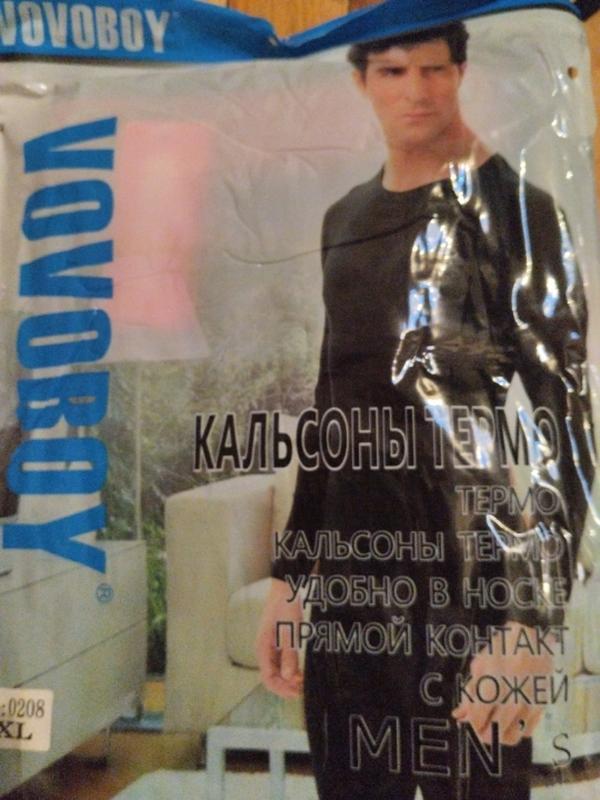 VOVOBOY
VOVOBOY
®
КАЛЬСОНЫ ТЕРМО
ТЕРМО
КАЛЬСОНЫ ТЕРМО
УДОБНО В НОСКЕ
ПРЯМОЙ КОНТАКТ
С КОЖЕЙ
MEN'S
:0208
XL